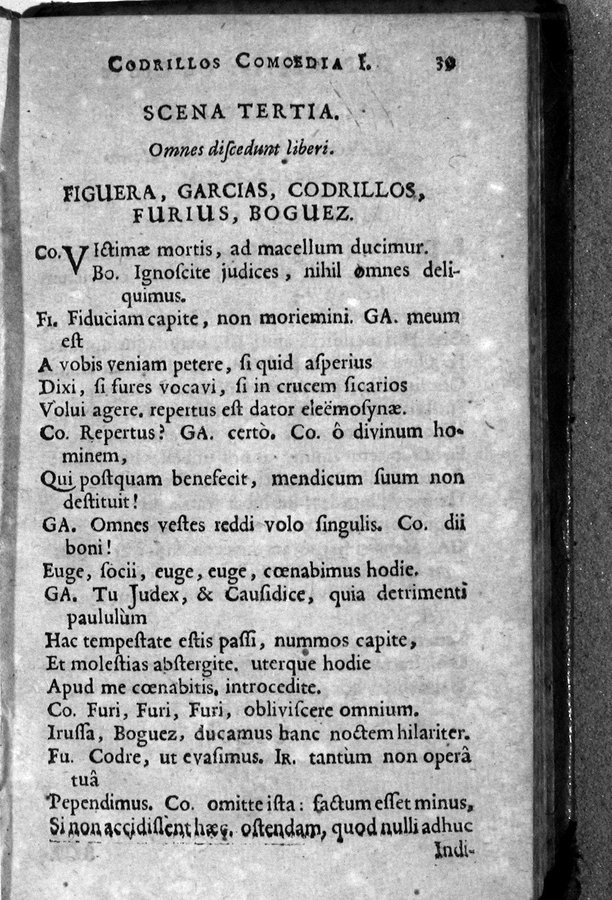 CODRILLOS COMOEDIA I. 39
SCENA TERTIA.
Omnes diſcedunt liberi.
FIGUERA, GARCIAS, CODRILLOS,
FURIUS, BOGUEZ.
Co. VIctimæ mortis, ad macellum ducimur.
Bo. Ignoſcite judices, nihil omnes deli-
quimus.
Fi. Fiduciam capite, non moriemini. GA. meum
eſt
A vobis veniam petere, ſi quid aſperius
Dixi, ſi fures vocavi, ſi in crucem ſicarios
Volui agere. repertus eſt dator eleëmoſynæ.
Co. Repertus? GA. certò. Co. ô divinum ho-
minem,
Qui poſtquam benefecit, mendicum ſuum non
deſtituit!
GA. Omnes veſtes reddi volo ſingulis. Co. dii
boni!
Euge, ſocii, euge, euge, cœnabimus hodie.
GA. Tu Judex, & Cauſidice, quia detrimenti
paululùm
Hac tempeſtate eſtis paſſi, nummos capite,
Et moleſtias abſtergite. uterque hodie
Apud me cœnabitis. introcedite.
Co. Furi, Furi, Furi, obliviſcere omnium.
Iruſſa, Boguez, ducamus hanc noctem hilariter.
Fu. Codre, ut evaſimus. Ir. tantùm non operâ
tuâ
Pependimus. Co. omitte iſta: factum eſſet minus,
Si non accidiſſent hæc. oſtendam, quod nulli adhuc
Indi-